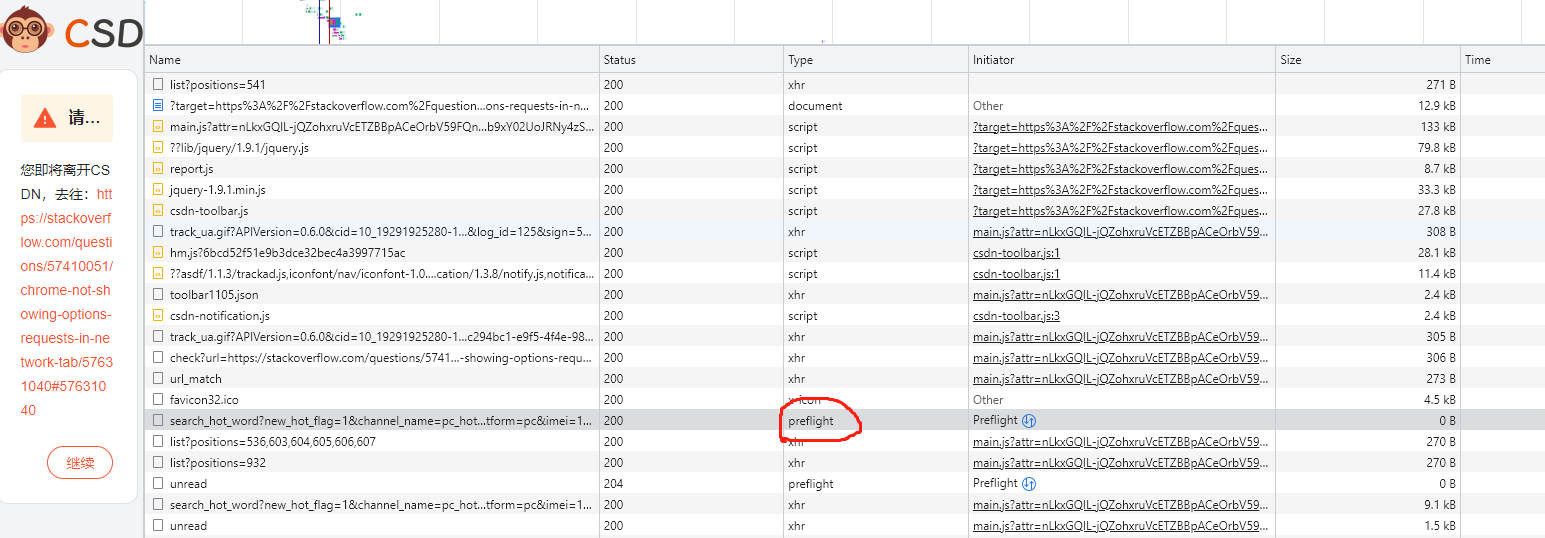 CSD
请...
您即将离开CS
DN，去往：htt
ps://stackoverf
low.com/questi
ons/57410051/
chrome-not-sh
owing-options-
requests-in-ne
twork-tab/5763
1040#576310
40
继续
Name Status Type Initiator Size Time
list?positions=541 200 xhr 271 B
?target=https%3A%2F%2Fstackoverflow.com%2Fquestion...ons-requests-in-n... 200 document Other 12.9 kB
main.js?attr=nLkxGQIL-jQZohxruVcETZBBpACeOrbV59FQn...b9xY02UoJRNy4zS... 200 script ?target=https%3A%2F%2Fstackoverflow.com%2Fques... 133 kB
??lib/jquery/1.9.1/jquery.js 200 script ?target=https%3A%2F%2Fstackoverflow.com%2Fques... 79.8 kB
report.js 200 script ?target=https%3A%2F%2Fstackoverflow.com%2Fques... 8.7 kB
jquery-1.9.1.min.js 200 script ?target=https%3A%2F%2Fstackoverflow.com%2Fques... 33.3 kB
csdn-toolbar.js 200 script ?target=https%3A%2F%2Fstackoverflow.com%2Fques... 27.8 kB
track_ua.gif?APIVersion=0.6.0&cid=10_19291925280-1...&log_id=125&sign=5... 200 xhr main.js?attr=nLkxGQIL-jQZohxruVcETZBBpACeOrbV59... 308 B
hm.js?6bcd52f51e9b3dce32bec4a3997715ac 200 script csdn-toolbar.js:1 28.1 kB
??asdf/1.1.3/trackad.js,iconfont/nav/iconfont-1.0....cation/1.3.8/notify.js,notifica... 200 script csdn-toolbar.js:1 11.4 kB
toolbar1105.json 200 xhr main.js?attr=nLkxGQIL-jQZohxruVcETZBBpACeOrbV59... 2.4 kB
csdn-notification.js 200 script csdn-toolbar.js:3 2.4 kB
track_ua.gif?APIVersion=0.6.0&cid=10_19291925280-1...c294bc1-e9f5-4f4e-98... 200 xhr main.js?attr=nLkxGQIL-jQZohxruVcETZBBpACeOrbV59... 305 B
check?url=https://stackoverflow.com/questions/5741...-showing-options-requ... 200 xhr main.js?attr=nLkxGQIL-jQZohxruVcETZBBpACeOrbV59... 306 B
url_match 200 xhr main.js?attr=nLkxGQIL-jQZohxruVcETZBBpACeOrbV59... 273 B
favicon32.ico 200 x-icon Other 4.5 kB
search_hot_word?new_hot_flag=1&channel_name=pc_hot...tform=pc&imei=1... 200 preflight Preflight 0 B
list?positions=536,603,604,605,606,607 200 xhr main.js?attr=nLkxGQIL-jQZohxruVcETZBBpACeOrbV59... 270 B
list?positions=932 200 xhr main.js?attr=nLkxGQIL-jQZohxruVcETZBBpACeOrbV59... 270 B
unread 204 preflight Preflight 0 B
search_hot_word?new_hot_flag=1&channel_name=pc_hot...tform=pc&imei=1... 200 xhr main.js?attr=nLkxGQIL-jQZohxruVcETZBBpACeOrbV59... 9.1 kB
unread 200 xhr main.js?attr=nLkxGQIL-jQZohxruVcETZBBpACeOrbV59... 1.5 kB